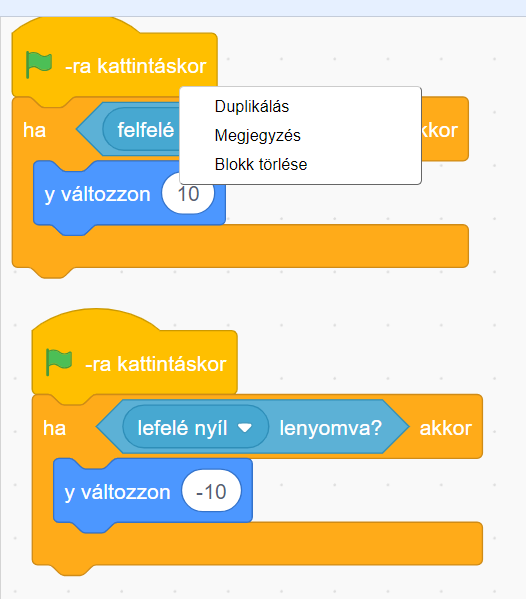 -ra kattintáskor
Duplikálás
ha felfelé kkor
Megjegyzés
Blokk törlése
y változzon 10
-ra kattintáskor
ha lefelé nyíl lenyomva? akkor
y változzon -10